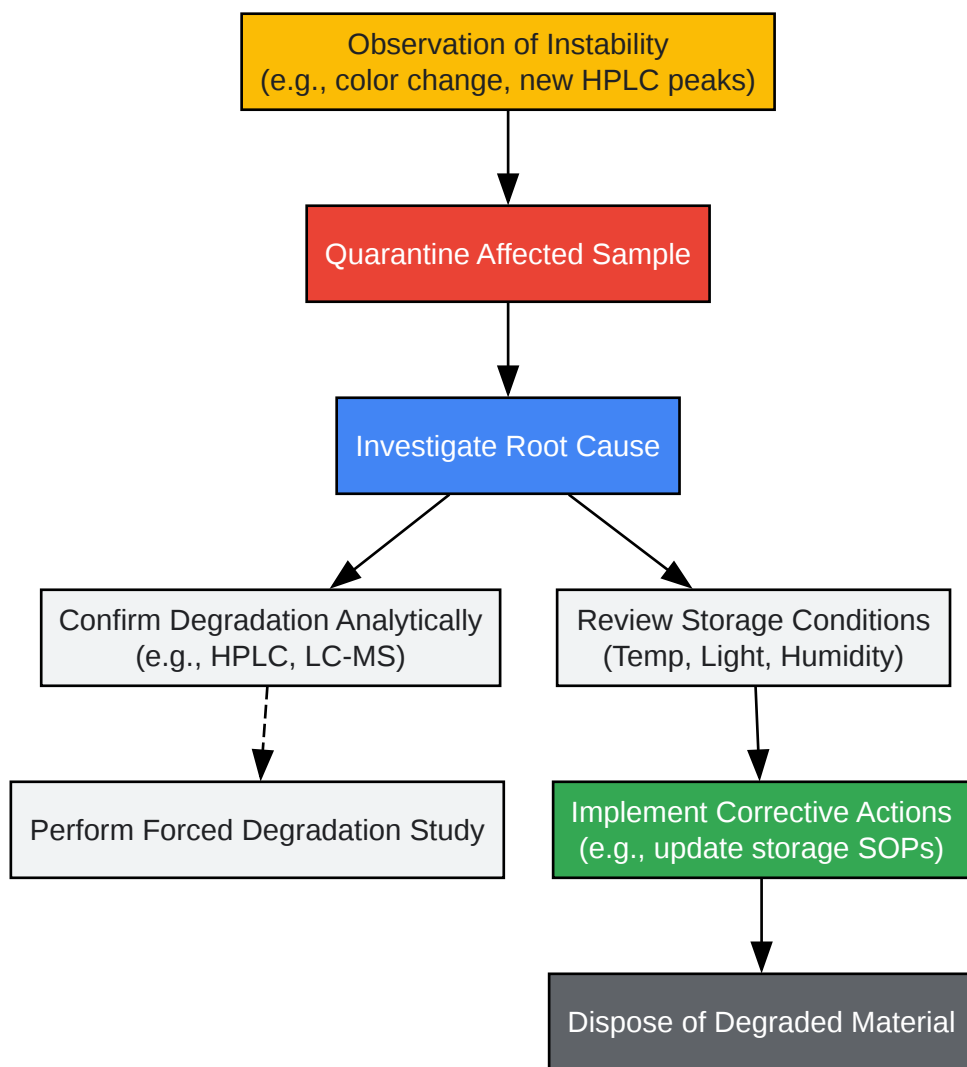 Observation of Instability
(e.g., color change, new HPLC peaks)
Quarantine Affected Sample
Investigate Root Cause
Confirm Degradation Analytically
(e.g., HPLC, LC-MS)
Review Storage Conditions
(Temp, Light, Humidity)
Perform Forced Degradation Study
Implement Corrective Actions
(e.g., update storage SOPs)
Dispose of Degraded Material